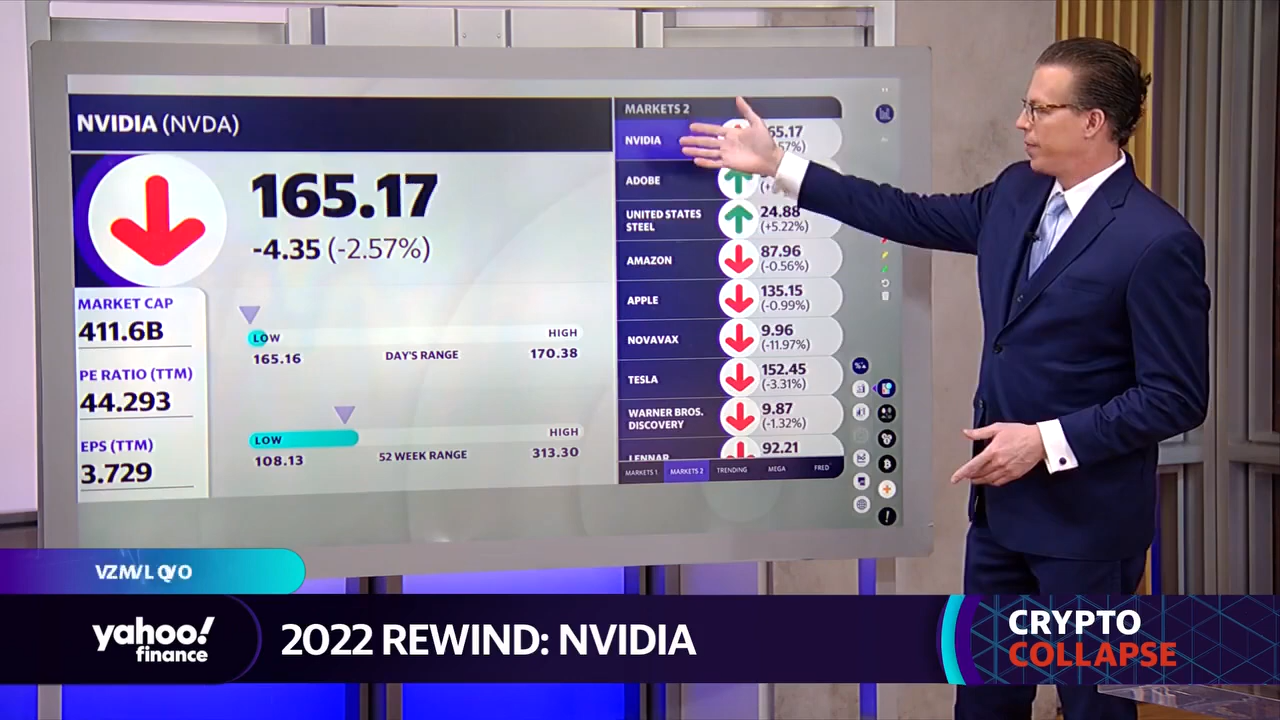 NVIDIA (NVDA)
165.17
-4.35 (-2.57%)
MARKET CAP
411.6B
PE RATIO (TTM)
44.293
EPS (TTM)
3.729
LOW
HIGH
165.16
DAY'S RANGE
170.38
LOW
HIGH
108.13
52 WEEK RANGE
313.30
MARKETS 2
NVIDIA
ADOBE
UNITED STATES
STEEL
24.88
(+5.22%)
AMAZON
87.96
(-0.56%)
APPLE
135.15
(-0.99%)
NOVAVAX
9.96
(-11.97%)
TESLA
152.45
(-3.31%)
WARNER BROS.
DISCOVERY
9.87
(-1.32%)
LENNAR
92.21
MARKETS 1
MARKETS 2
TRENDING
MEGA
FRED
yahoo!
finance
2022 REWIND: NVIDIA
CRYPTO
COLLAPSE